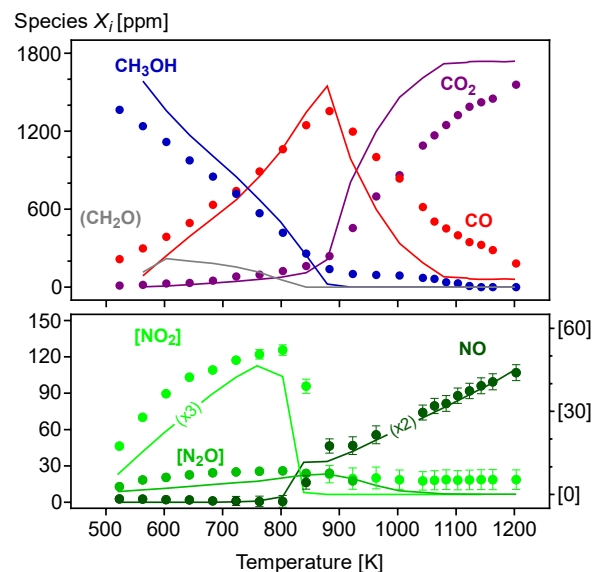 Species Xi [ppm]
1800
1200
600
0
CH3OH
CO2
(CH2O)
CO
150
120
90
60
30
0
[NO2]
NO
(x3)
(x2)
[N2O]
[60]
[30]
[0]
500 600 700 800 900 1000 1100 1200
Temperature [K]